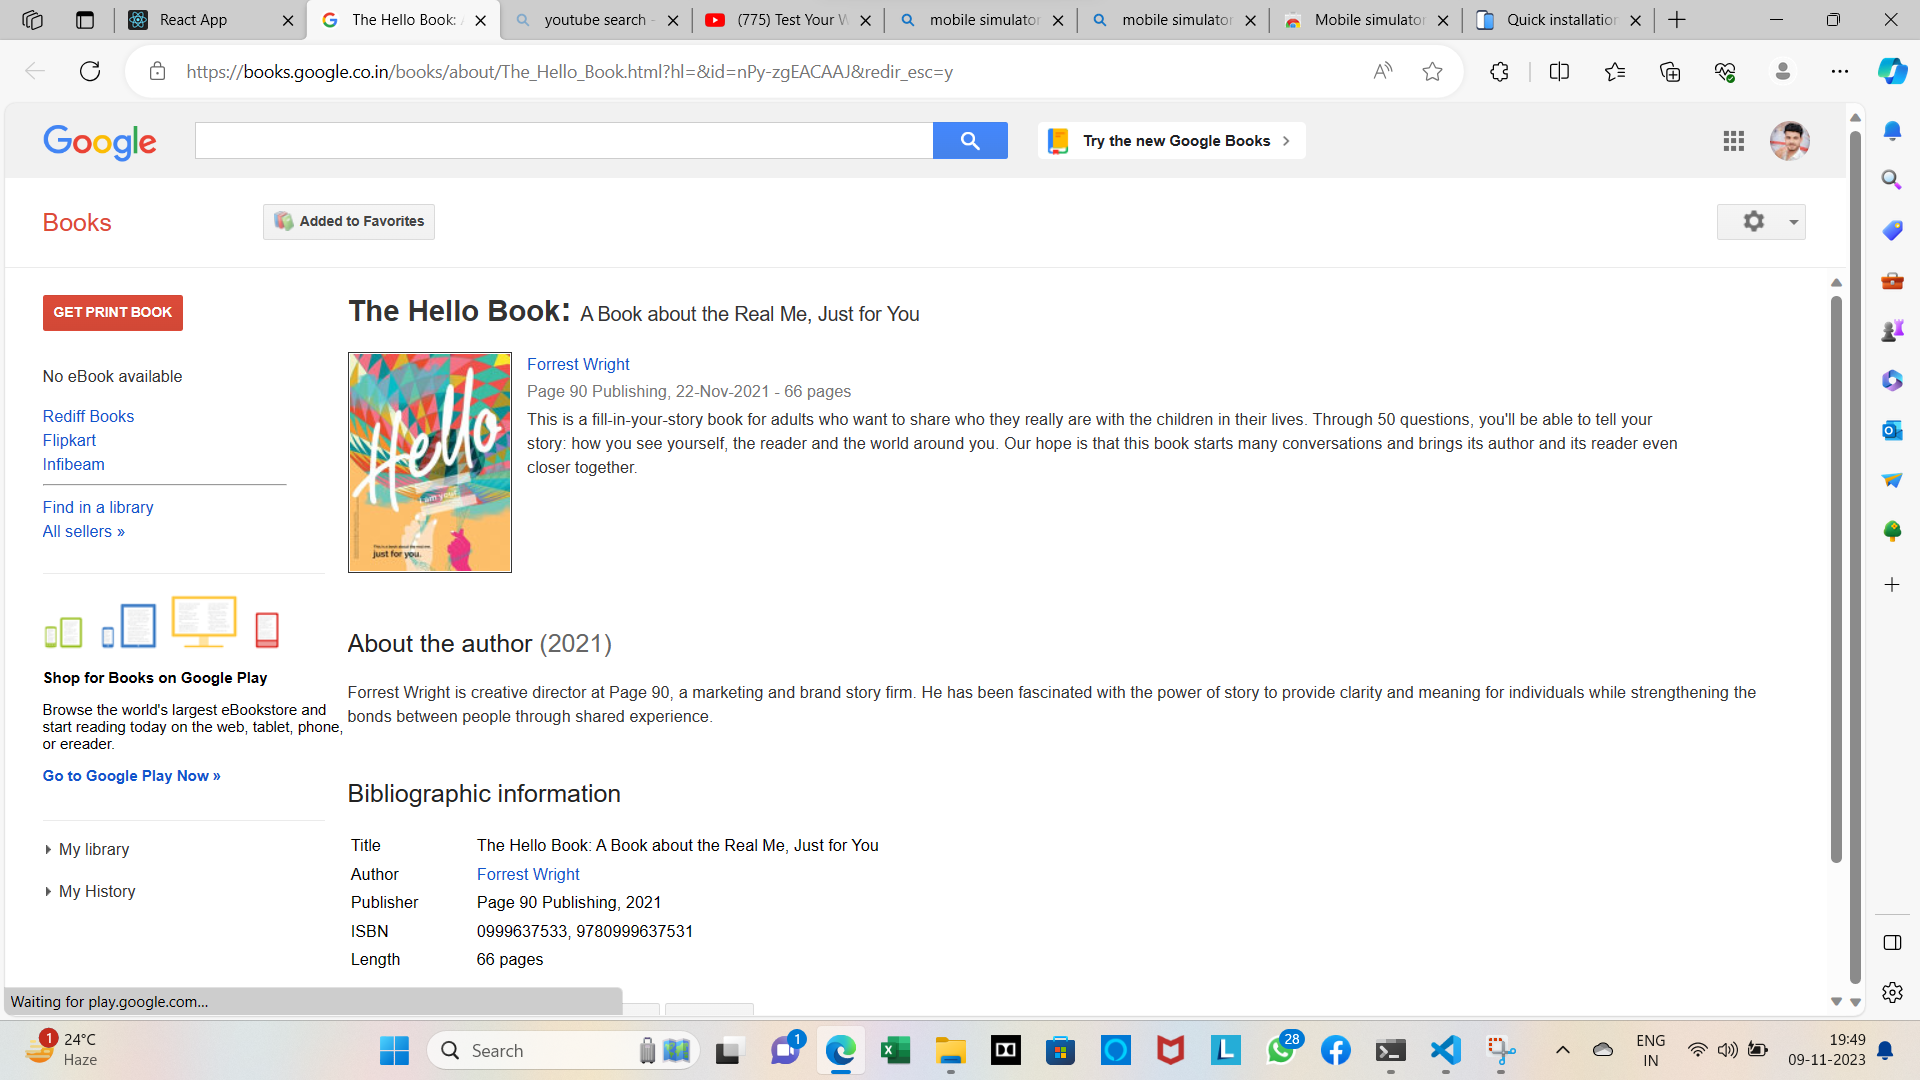 React App
The Hello Book:
youtube search -
(775) Test Your
mobile simulator
mobile simulator
Mobile simulator
Quick installation
https://books.google.co.in/books/about/The_Hello_Book.html?hl=&id=nPy-zgEACAAJ&redir_esc=y
Google
Try the new Google Books
Books
Added to Favorites
GET PRINT BOOK
No eBook available
Rediff Books
Flipkart
Infibeam
Find in a library
All sellers »
Shop for Books on Google Play
Browse the world's largest eBookstore and
start reading today on the web, tablet, phone,
or ereader.
Go to Google Play Now »
My library
My History
The Hello Book: A Book about the Real Me, Just for You
Hello
I am your
just for you.
Forrest Wright
Page 90 Publishing, 22-Nov-2021 - 66 pages
This is a fill-in-your-story book for adults who want to share who they really are with the children in their lives. Through 50 questions, you'll be able to tell your
story: how you see yourself, the reader and the world around you. Our hope is that this book starts many conversations and brings its author and its reader even
closer together.
About the author (2021)
Forrest Wright is creative director at Page 90, a marketing and brand story firm. He has been fascinated with the power of story to provide clarity and meaning for individuals while strengthening the
bonds between people through shared experience.
Bibliographic information
Title The Hello Book: A Book about the Real Me, Just for You
Author Forrest Wright
Publisher Page 90 Publishing, 2021
ISBN 0999637533, 9780999637531
Length 66 pages
Waiting for play.google.com...
1
24°C
Haze
Search
1
28
ENG
IN
19:49
09-11-2023